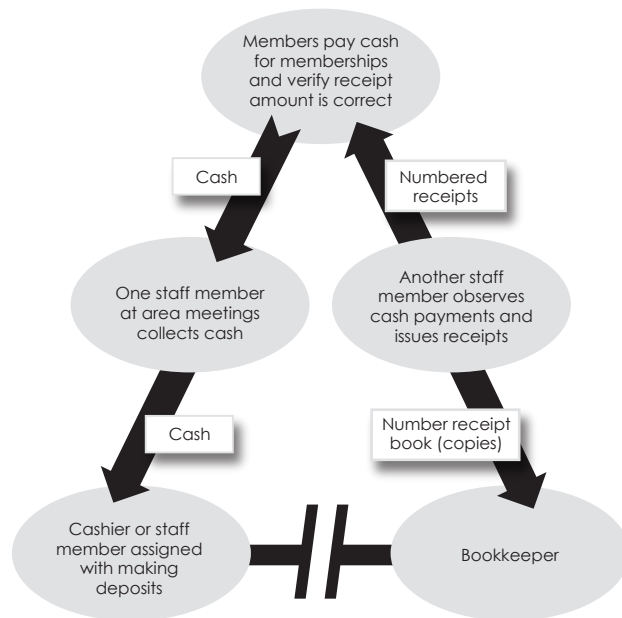 Members pay cash
for memberships
and verify receipt
amount is correct
Cash
Numbered
receipts
One staff member
at area meetings
collects cash
Another staff
member observes
cash payments and
issues receipts
Cash
Number receipt
book (copies)
Cashier or staff
member assigned
with making
deposits
Bookkeeper